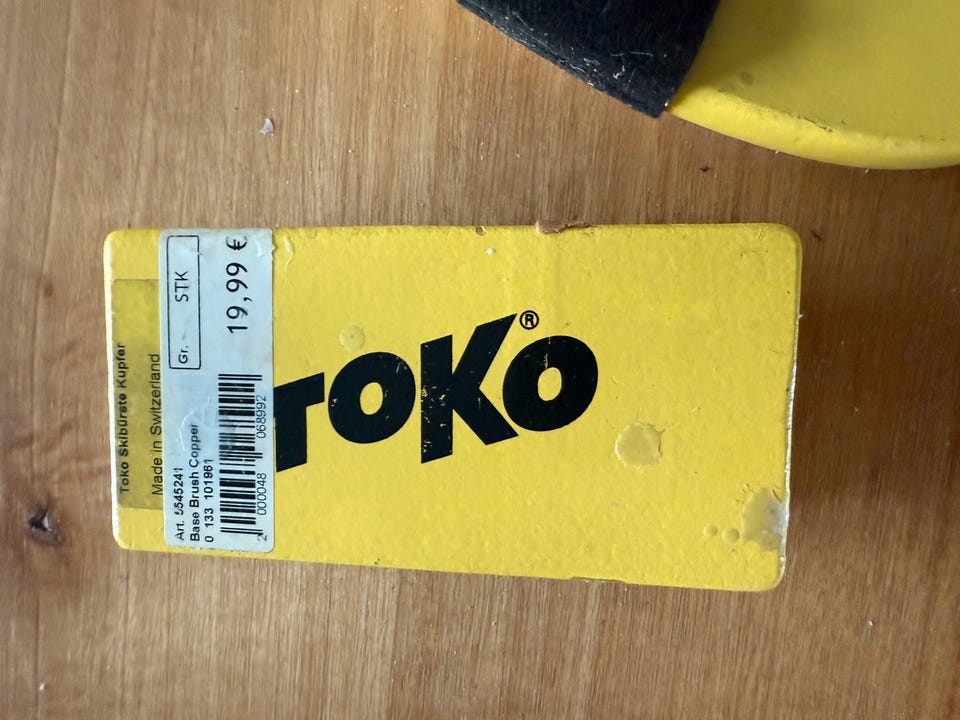 Toko Skibürste Kupfer
Made in Switzerland
Art. 5545241
Base Brush Copper
0 133 101961
Gr. STK
19,99 €
2 000048 068992
TOKO®